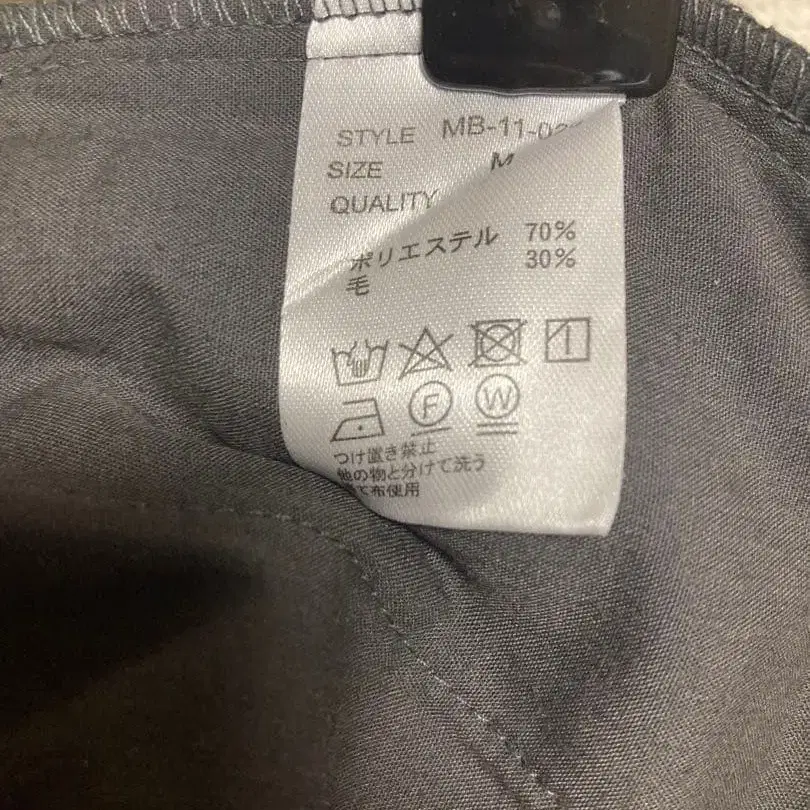 STYLE MB-11-
SIZE M
QUALITY
ポリエステル 70%
毛 30%
F W
つけ置き禁止
他の物と分けて洗う
布使用